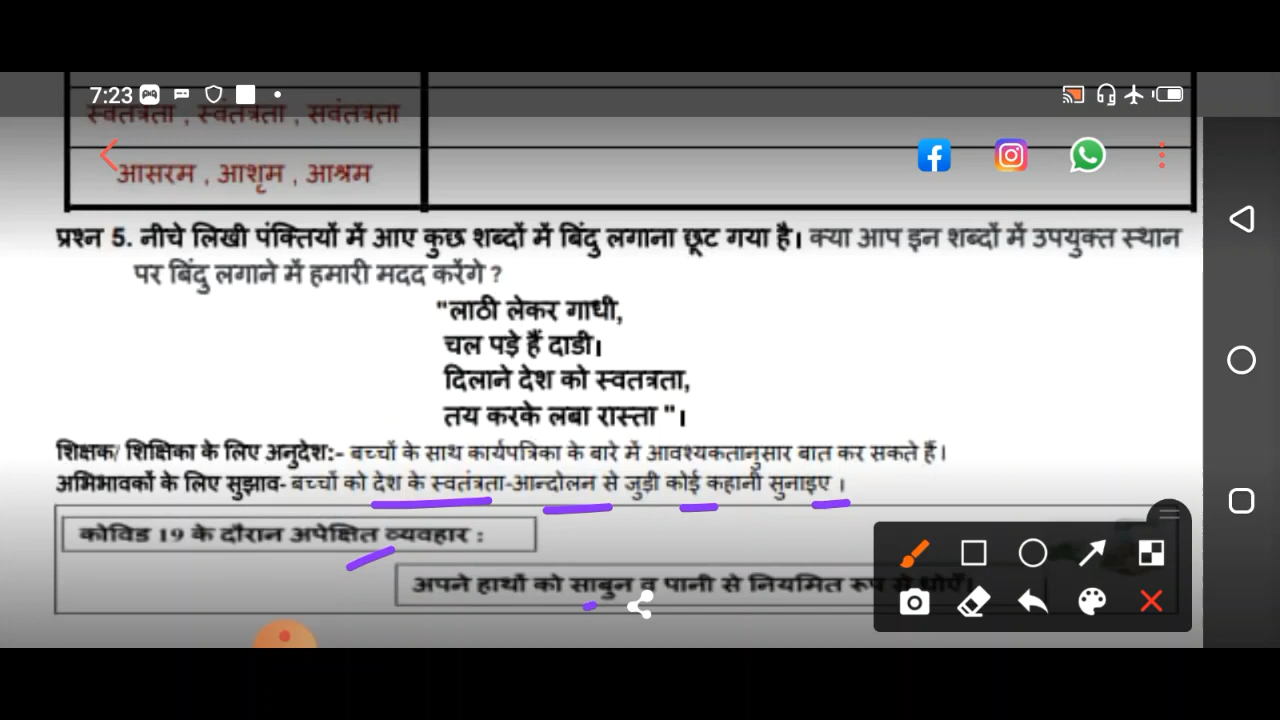 7:23
स्वतंत्रता , स्वंतत्रता , सवंतत्रता
आसरम , आशृम , आश्रम
प्रश्न 5. नीचे लिखी पंक्तियों में आए कुछ शब्दों में बिंदु लगाना छूट गया है। क्या आप इन शब्दों में उपयुक्त स्थान
पर बिंदु लगाने में हमारी मदद करेंगे ?
"लाठी लेकर गाधी,
चल पड़े हैं दाडी।
दिलाने देश को स्वतत्रता,
तय करके लबा रास्ता "।
शिक्षक/ शिक्षिका के लिए अनुदेश:- बच्चों के साथ कार्यपत्रिका के बारे में आवश्यकतानुसार बात कर सकते हैं।
अभिभावकों के लिए सुझाव- बच्चों को देश के स्वतंत्रता-आन्दोलन से जुड़ी कोई कहानी सुनाइए ।
कोविड 19 के दौरान अपेक्षित व्यवहार :
अपने हाथों को साबुन व पानी से नियमित रूप से धोएँ।